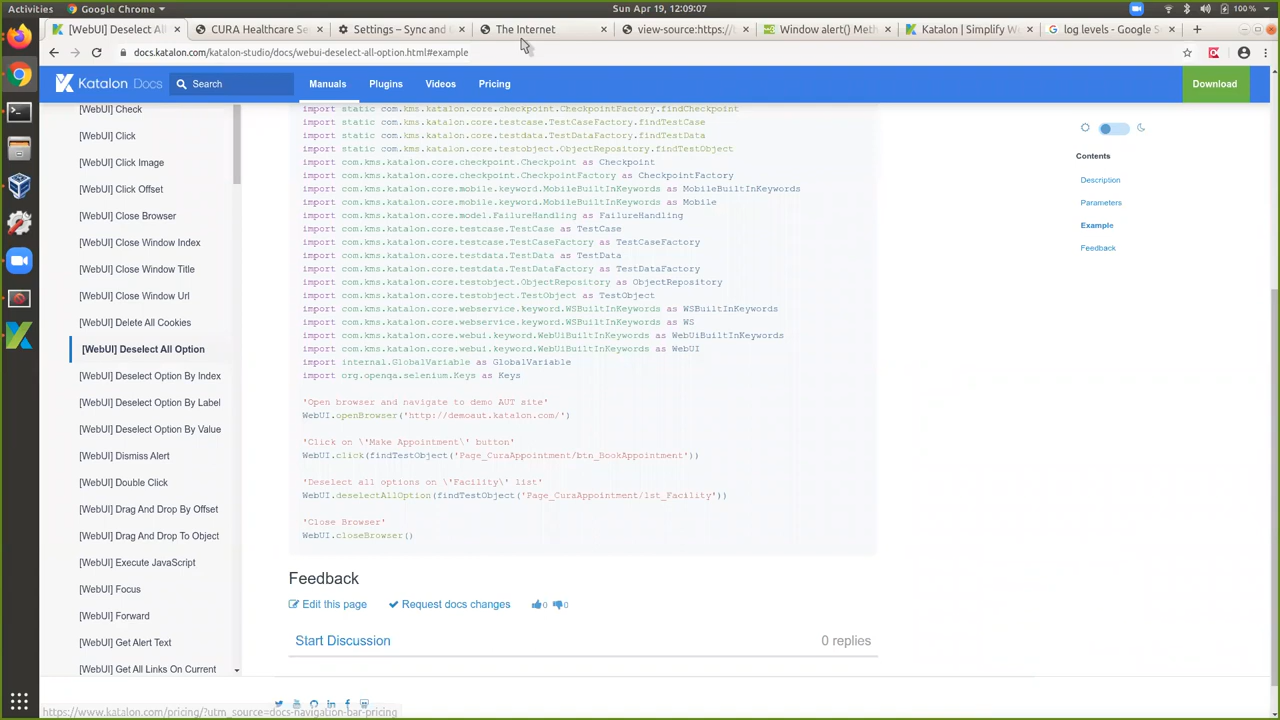 Activities
Google Chrome
Sun Apr 19, 12:09:07
100 %
[WebUI] Deselect All
CURA Healthcare Se
Settings – Sync and
The Internet
view-source:https://t
Window alert() Meth
Katalon | Simplify W
log levels - Google S
docs.katalon.com/katalon-studio/docs/webui-deselect-all-option.html#example
Katalon Docs
Search
Manuals
Plugins
Videos
Pricing
Download
[WebUI] Check
[WebUI] Click
[WebUI] Click Image
[WebUI] Click Offset
[WebUI] Close Browser
[WebUI] Close Window Index
[WebUI] Close Window Title
[WebUI] Close Window Url
[WebUI] Delete All Cookies
[WebUI] Deselect All Option
[WebUI] Deselect Option By Index
[WebUI] Deselect Option By Label
[WebUI] Deselect Option By Value
[WebUI] Dismiss Alert
[WebUI] Double Click
[WebUI] Drag And Drop By Offset
[WebUI] Drag And Drop To Object
[WebUI] Execute JavaScript
[WebUI] Focus
[WebUI] Forward
[WebUI] Get Alert Text
[WebUI] Get All Links On Current
import static com.kms.katalon.core.checkpoint.CheckpointFactory.findCheckpoint
import static com.kms.katalon.core.testcase.TestCaseFactory.findTestCase
import static com.kms.katalon.core.testdata.TestDataFactory.findTestData
import static com.kms.katalon.core.testobject.ObjectRepository.findTestObject
import com.kms.katalon.core.checkpoint.Checkpoint as Checkpoint
import com.kms.katalon.core.checkpoint.CheckpointFactory as CheckpointFactory
import com.kms.katalon.core.mobile.keyword.MobileBuiltInKeywords as MobileBuiltInKeywords
import com.kms.katalon.core.mobile.keyword.MobileBuiltInKeywords as Mobile
import com.kms.katalon.core.model.FailureHandling as FailureHandling
import com.kms.katalon.core.testcase.TestCase as TestCase
import com.kms.katalon.core.testcase.TestCaseFactory as TestCaseFactory
import com.kms.katalon.core.testdata.TestData as TestData
import com.kms.katalon.core.testdata.TestDataFactory as TestDataFactory
import com.kms.katalon.core.testobject.ObjectRepository as ObjectRepository
import com.kms.katalon.core.testobject.TestObject as TestObject
import com.kms.katalon.core.webservice.keyword.WSBuiltInKeywords as WSBuiltInKeywords
import com.kms.katalon.core.webservice.keyword.WSBuiltInKeywords as WS
import com.kms.katalon.core.webui.keyword.WebUiBuiltInKeywords as WebUiBuiltInKeywords
import com.kms.katalon.core.webui.keyword.WebUiBuiltInKeywords as WebUI
import internal.GlobalVariable as GlobalVariable
import org.openqa.selenium.Keys as Keys
'Open browser and navigate to demo AUT site'
WebUI.openBrowser('http://demoaut.katalon.com/')
'Click on \'Make Appointment\' button'
WebUI.click(findTestObject('Page_CuraAppointment/btn_BookAppointment'))
'Deselect all options on \'Facility\' list'
WebUI.deselectAllOption(findTestObject('Page_CuraAppointment/lst_Facility'))
'Close Browser'
WebUI.closeBrowser()
Feedback
Edit this page
Request docs changes
0
0
Start Discussion
0 replies
Contents
Description
Parameters
Example
Feedback
https://www.katalon.com/pricing/?utm_source=docs-navigation-bar-pricing